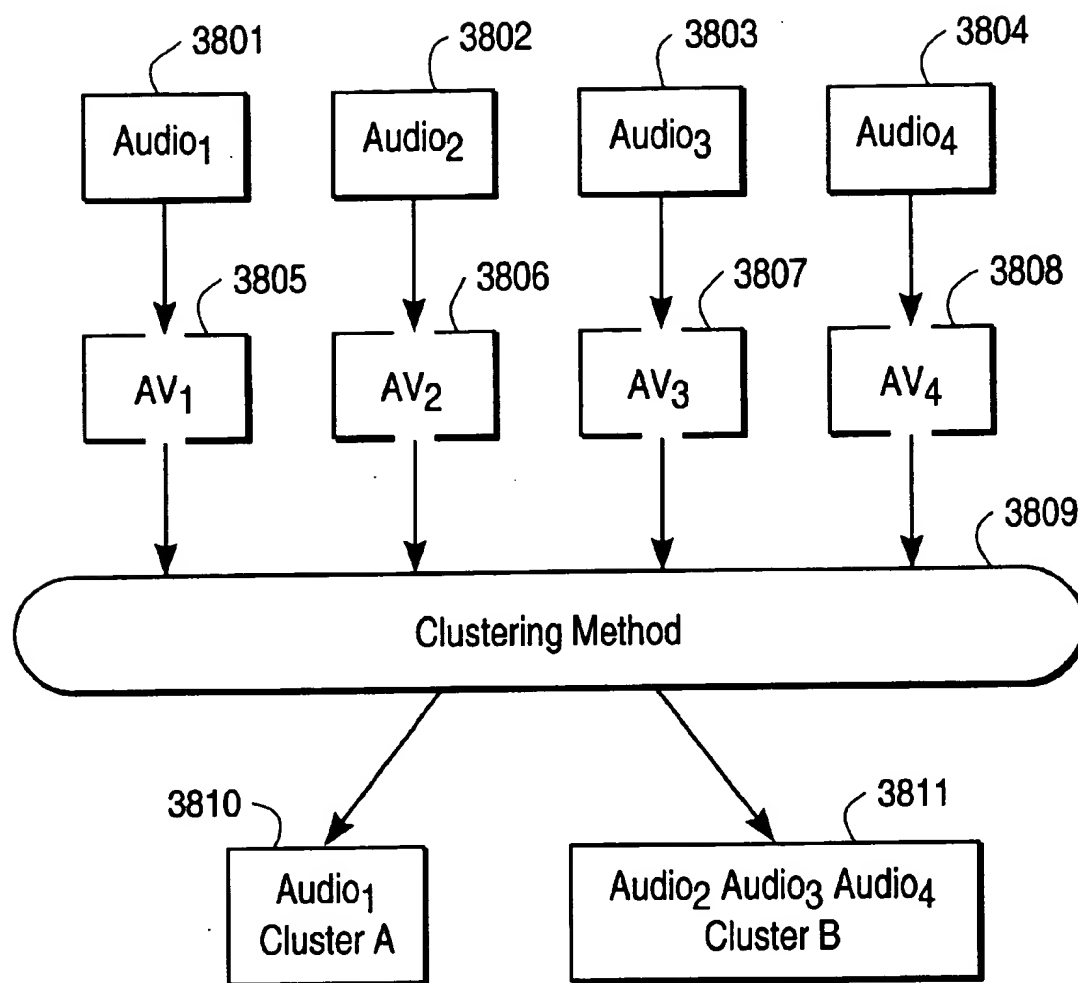 3801
3802
3803
3804
Audio₁
Audio₂
Audio₃
Audio₄
3805
3806
3807
3808
AV₁
AV₂
AV₃
AV₄
3809
Clustering Method
3810
3811
Audio₁
Cluster A
Audio₂ Audio₃ Audio₄
Cluster B